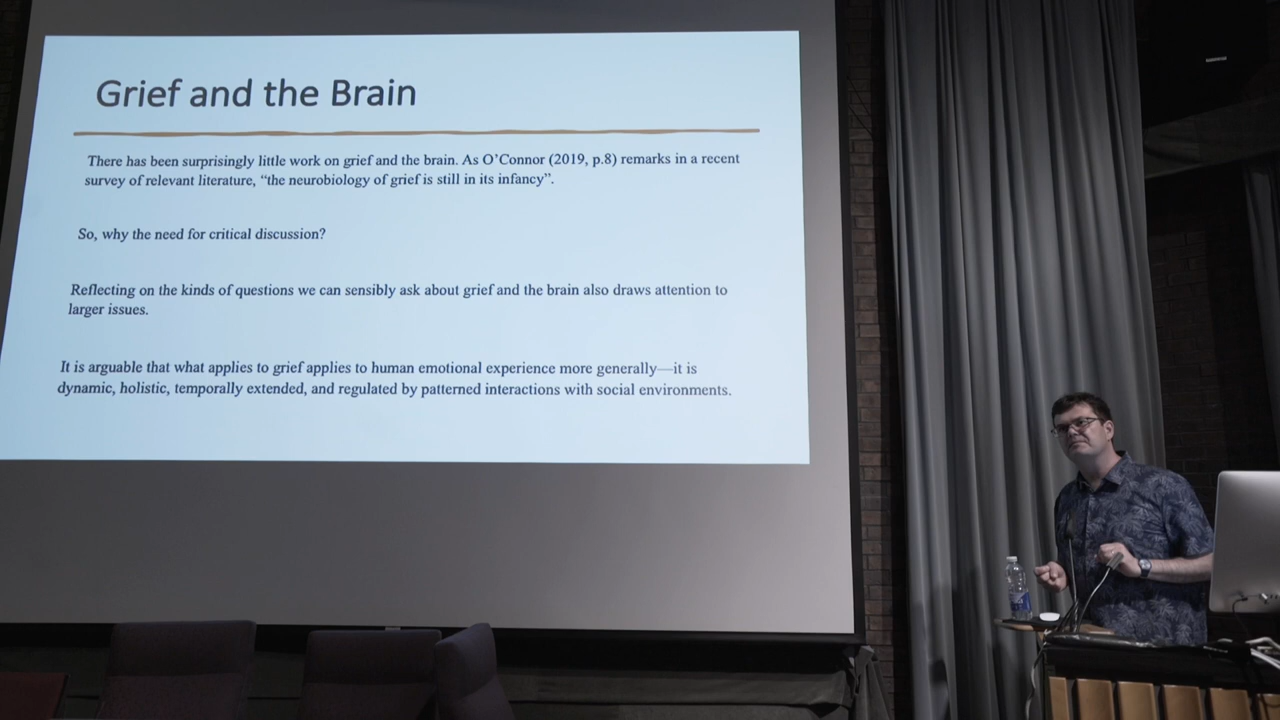 Grief and the Brain
There has been surprisingly little work on grief and the brain. As O’Connor (2019, p.8) remarks in a recent
survey of relevant literature, “the neurobiology of grief is still in its infancy”.
So, why the need for critical discussion?
Reflecting on the kinds of questions we can sensibly ask about grief and the brain also draws attention to
larger issues.
It is arguable that what applies to grief applies to human emotional experience more generally—it is
dynamic, holistic, temporally extended, and regulated by patterned interactions with social environments.